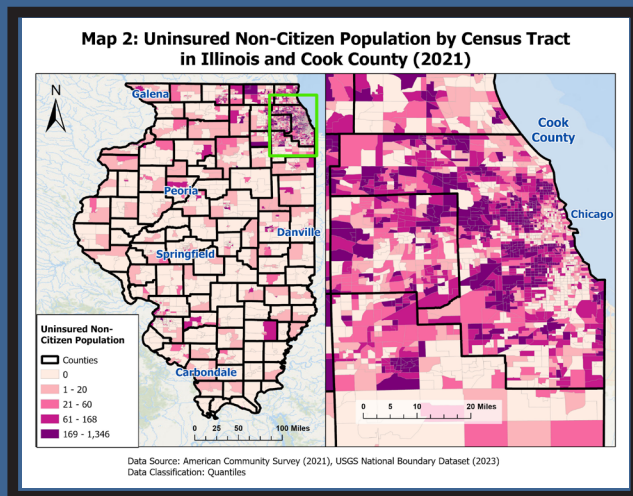 Map 2: Uninsured Non-Citizen Population by Census Tract
in Illinois and Cook County (2021)
N
Galena
Peoria
Danville
Springfield
Carbondale
Cook
County
Chicago
Uninsured Non-
Citizen Population
Counties
0
1 - 20
21 - 60
61 - 168
169 - 1,346
0 25 50 100 Miles
0 5 10 20 Miles
Data Source: American Community Survey (2021), USGS National Boundary Dataset (2023)
Data Classification: Quantiles